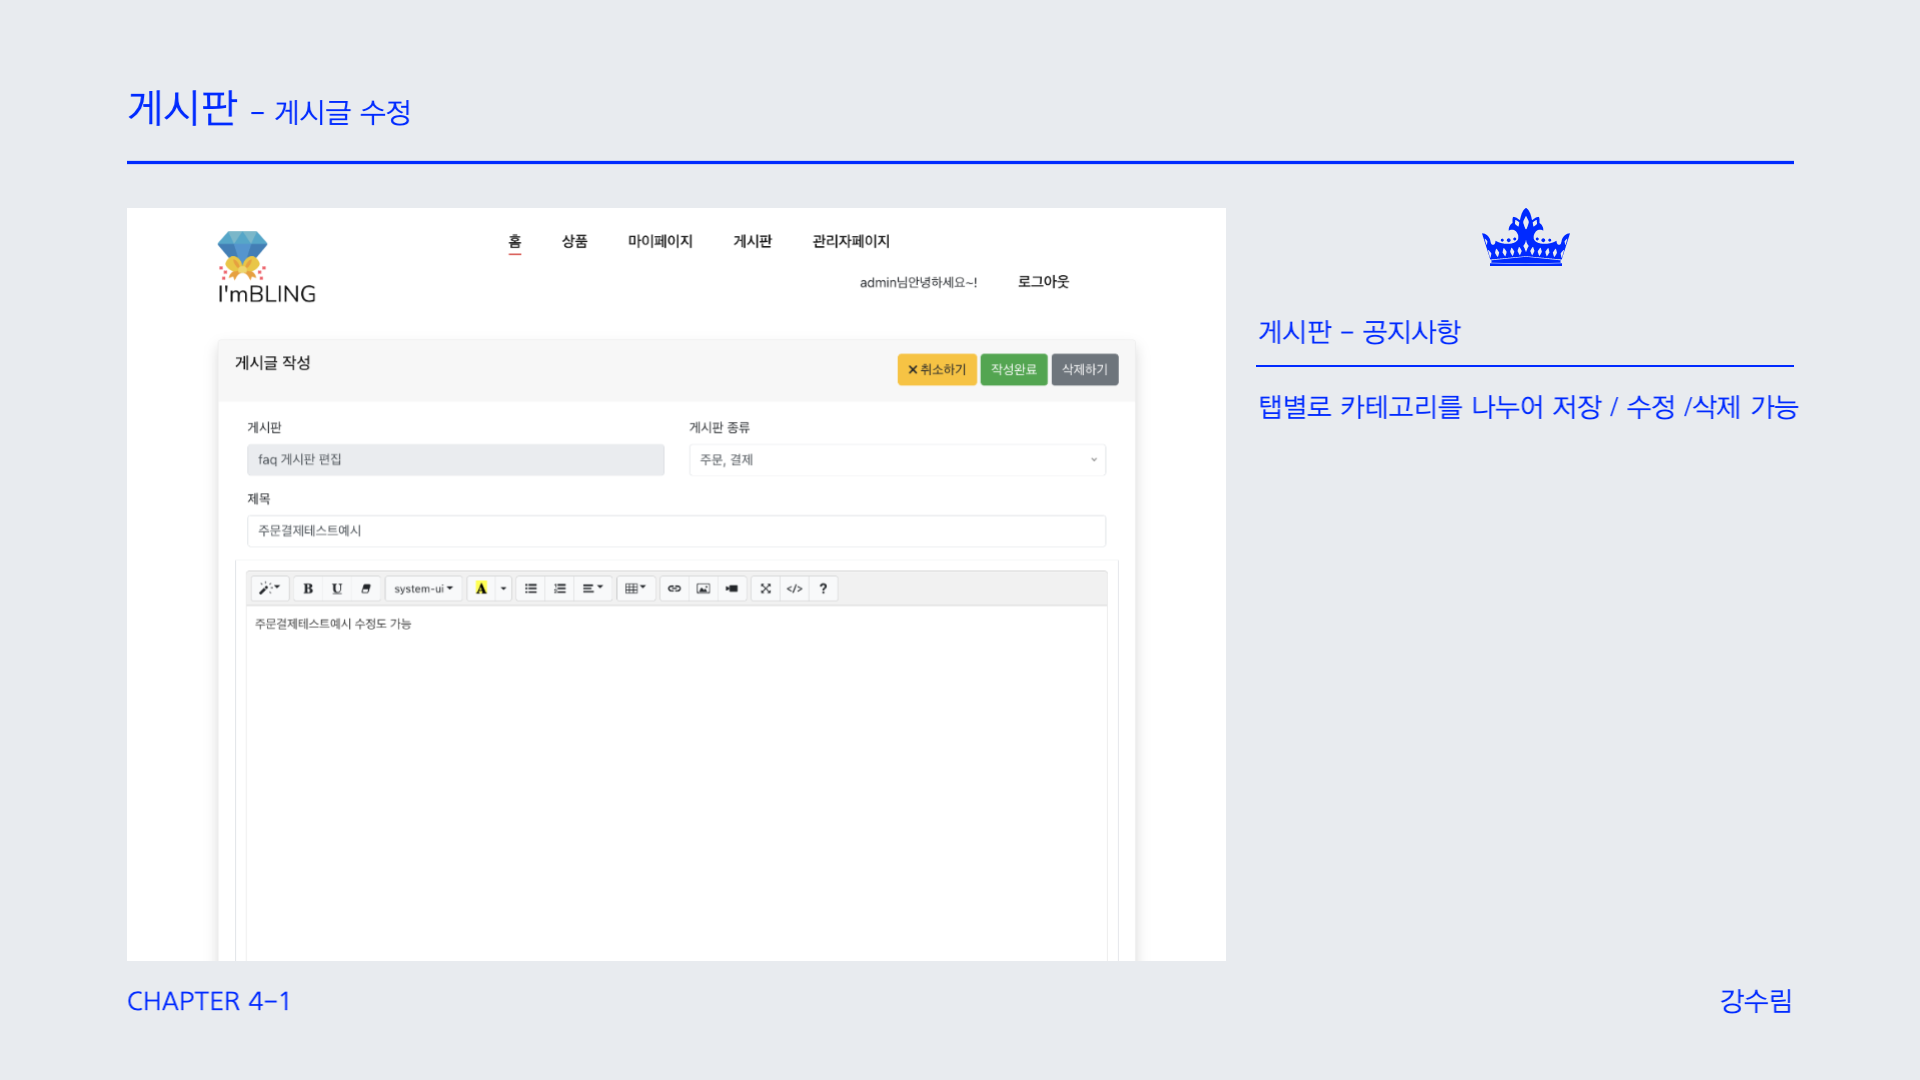 게시판 – 게시글 수정
I'mBLING
홈 상품 마이페이지 게시판 관리자페이지
admin님안녕하세요~! 로그아웃
게시글 작성
✕취소하기 작성완료 삭제하기
게시판 게시판 종류
faq 게시판 편집 주문, 결제
제목
주문결제테스트예시
B U system-ui A </> ?
주문결제테스트예시 수정도 가능
게시판 – 공지사항
탭별로 카테고리를 나누어 저장 / 수정 /삭제 가능
CHAPTER 4–1
강수림